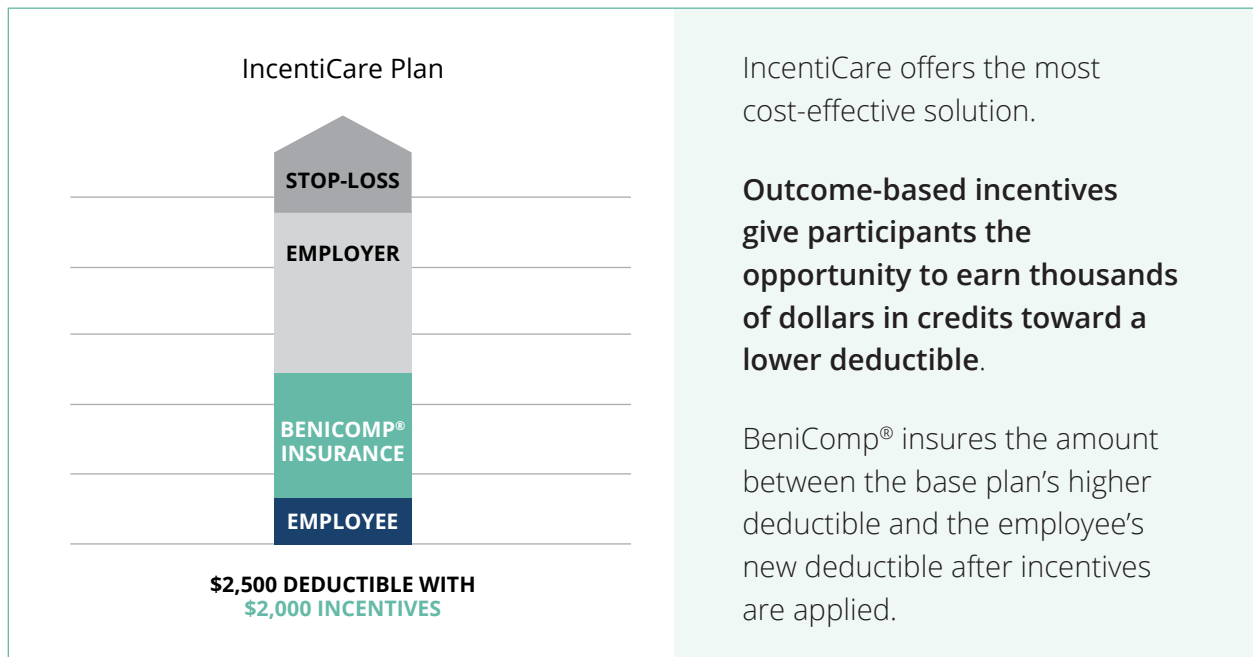 IncentiCare Plan
STOP-LOSS
EMPLOYER
BENICOMP®
INSURANCE
EMPLOYEE
$2,500 DEDUCTIBLE WITH
$2,000 INCENTIVES
IncentiCare offers the most
cost-effective solution.
Outcome-based incentives
give participants the
opportunity to earn thousands
of dollars in credits toward a
lower deductible.
BeniComp® insures the amount
between the base plan’s higher
deductible and the employee’s
new deductible after incentives
are applied.